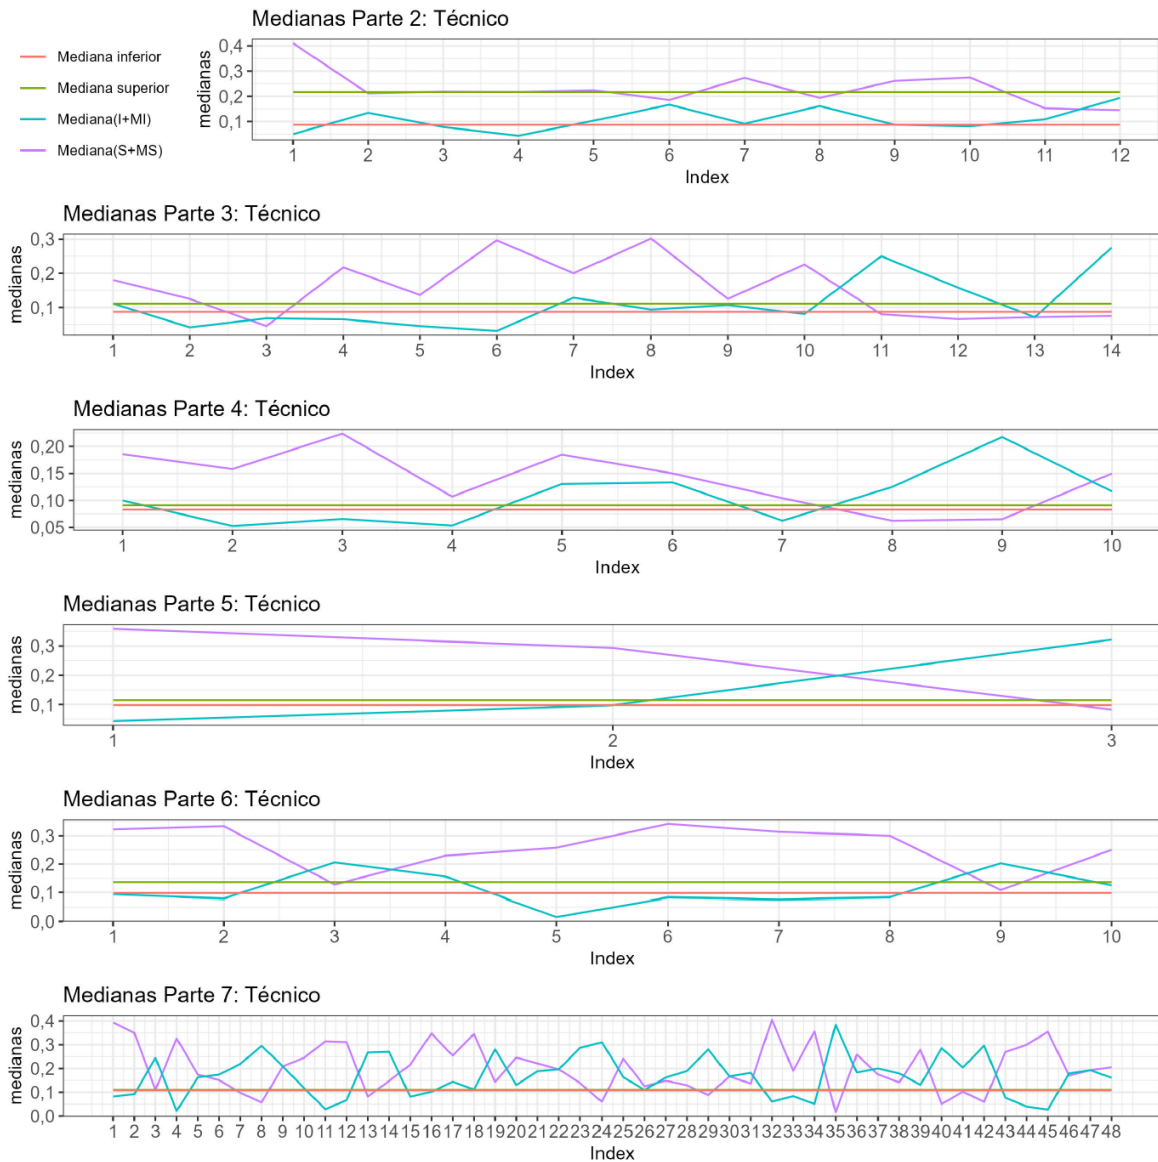 Medianas Parte 2: Técnico
Mediana inferior
Mediana superior
Mediana(I+MI)
Mediana(S+MS)
medianas
0,4
0,3
0,2
0,1
1 2 3 4 5 6 7 8 9 10 11 12
Index
Medianas Parte 3: Técnico
medianas
0,3
0,2
0,1
1 2 3 4 5 6 7 8 9 10 11 12 13 14
Index
Medianas Parte 4: Técnico
medianas
0,20
0,15
0,10
0,05
1 2 3 4 5 6 7 8 9 10
Index
Medianas Parte 5: Técnico
medianas
0,3
0,2
0,1
1 2 3
Index
Medianas Parte 6: Técnico
medianas
0,3
0,2
0,1
0,0
1 2 3 4 5 6 7 8 9 10
Index
Medianas Parte 7: Técnico
medianas
0,4
0,3
0,2
0,1
0,0
1 2 3 4 5 6 7 8 9 10 11 12 13 14 15 16 17 18 19 20 21 22 23 24 25 26 27 28 29 30 31 32 33 34 35 36 37 38 39 40 41 42 43 44 45 46 47 48
Index